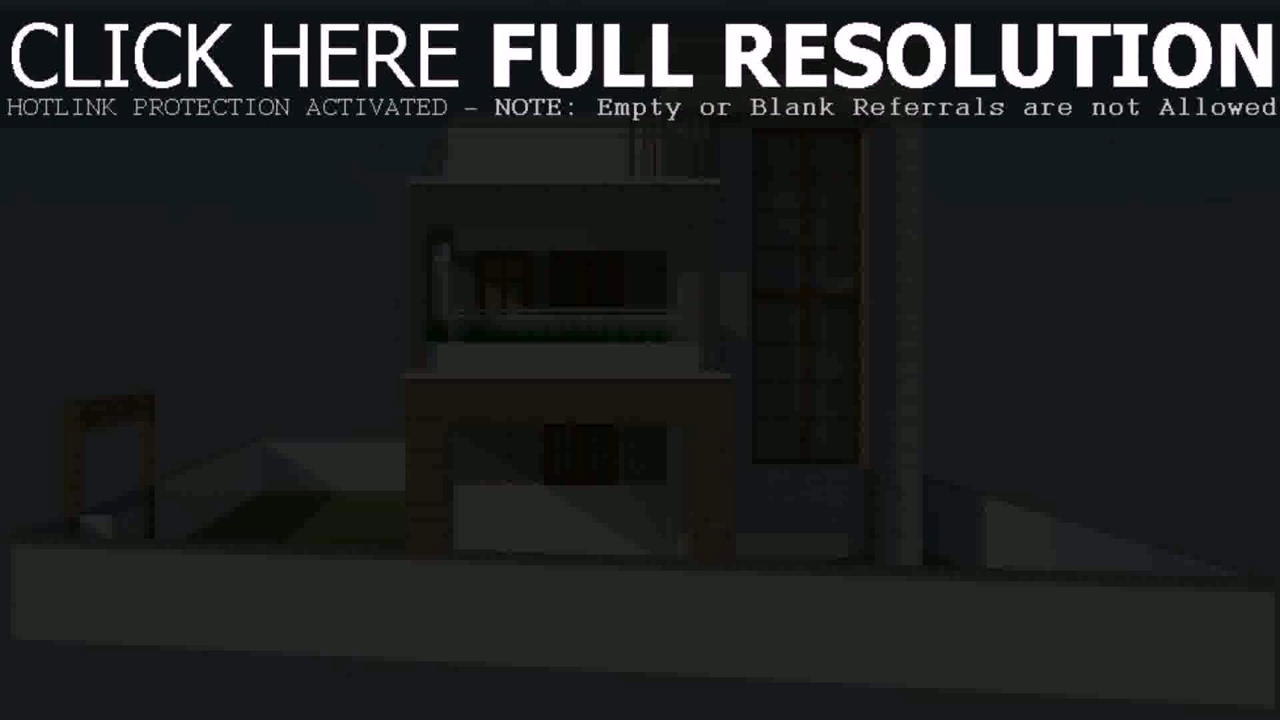 CLICK HERE FULL RESOLUTION
HOTLINK PROTECTION ACTIVATED - NOTE: Empty or Blank Referrals are not Allowed